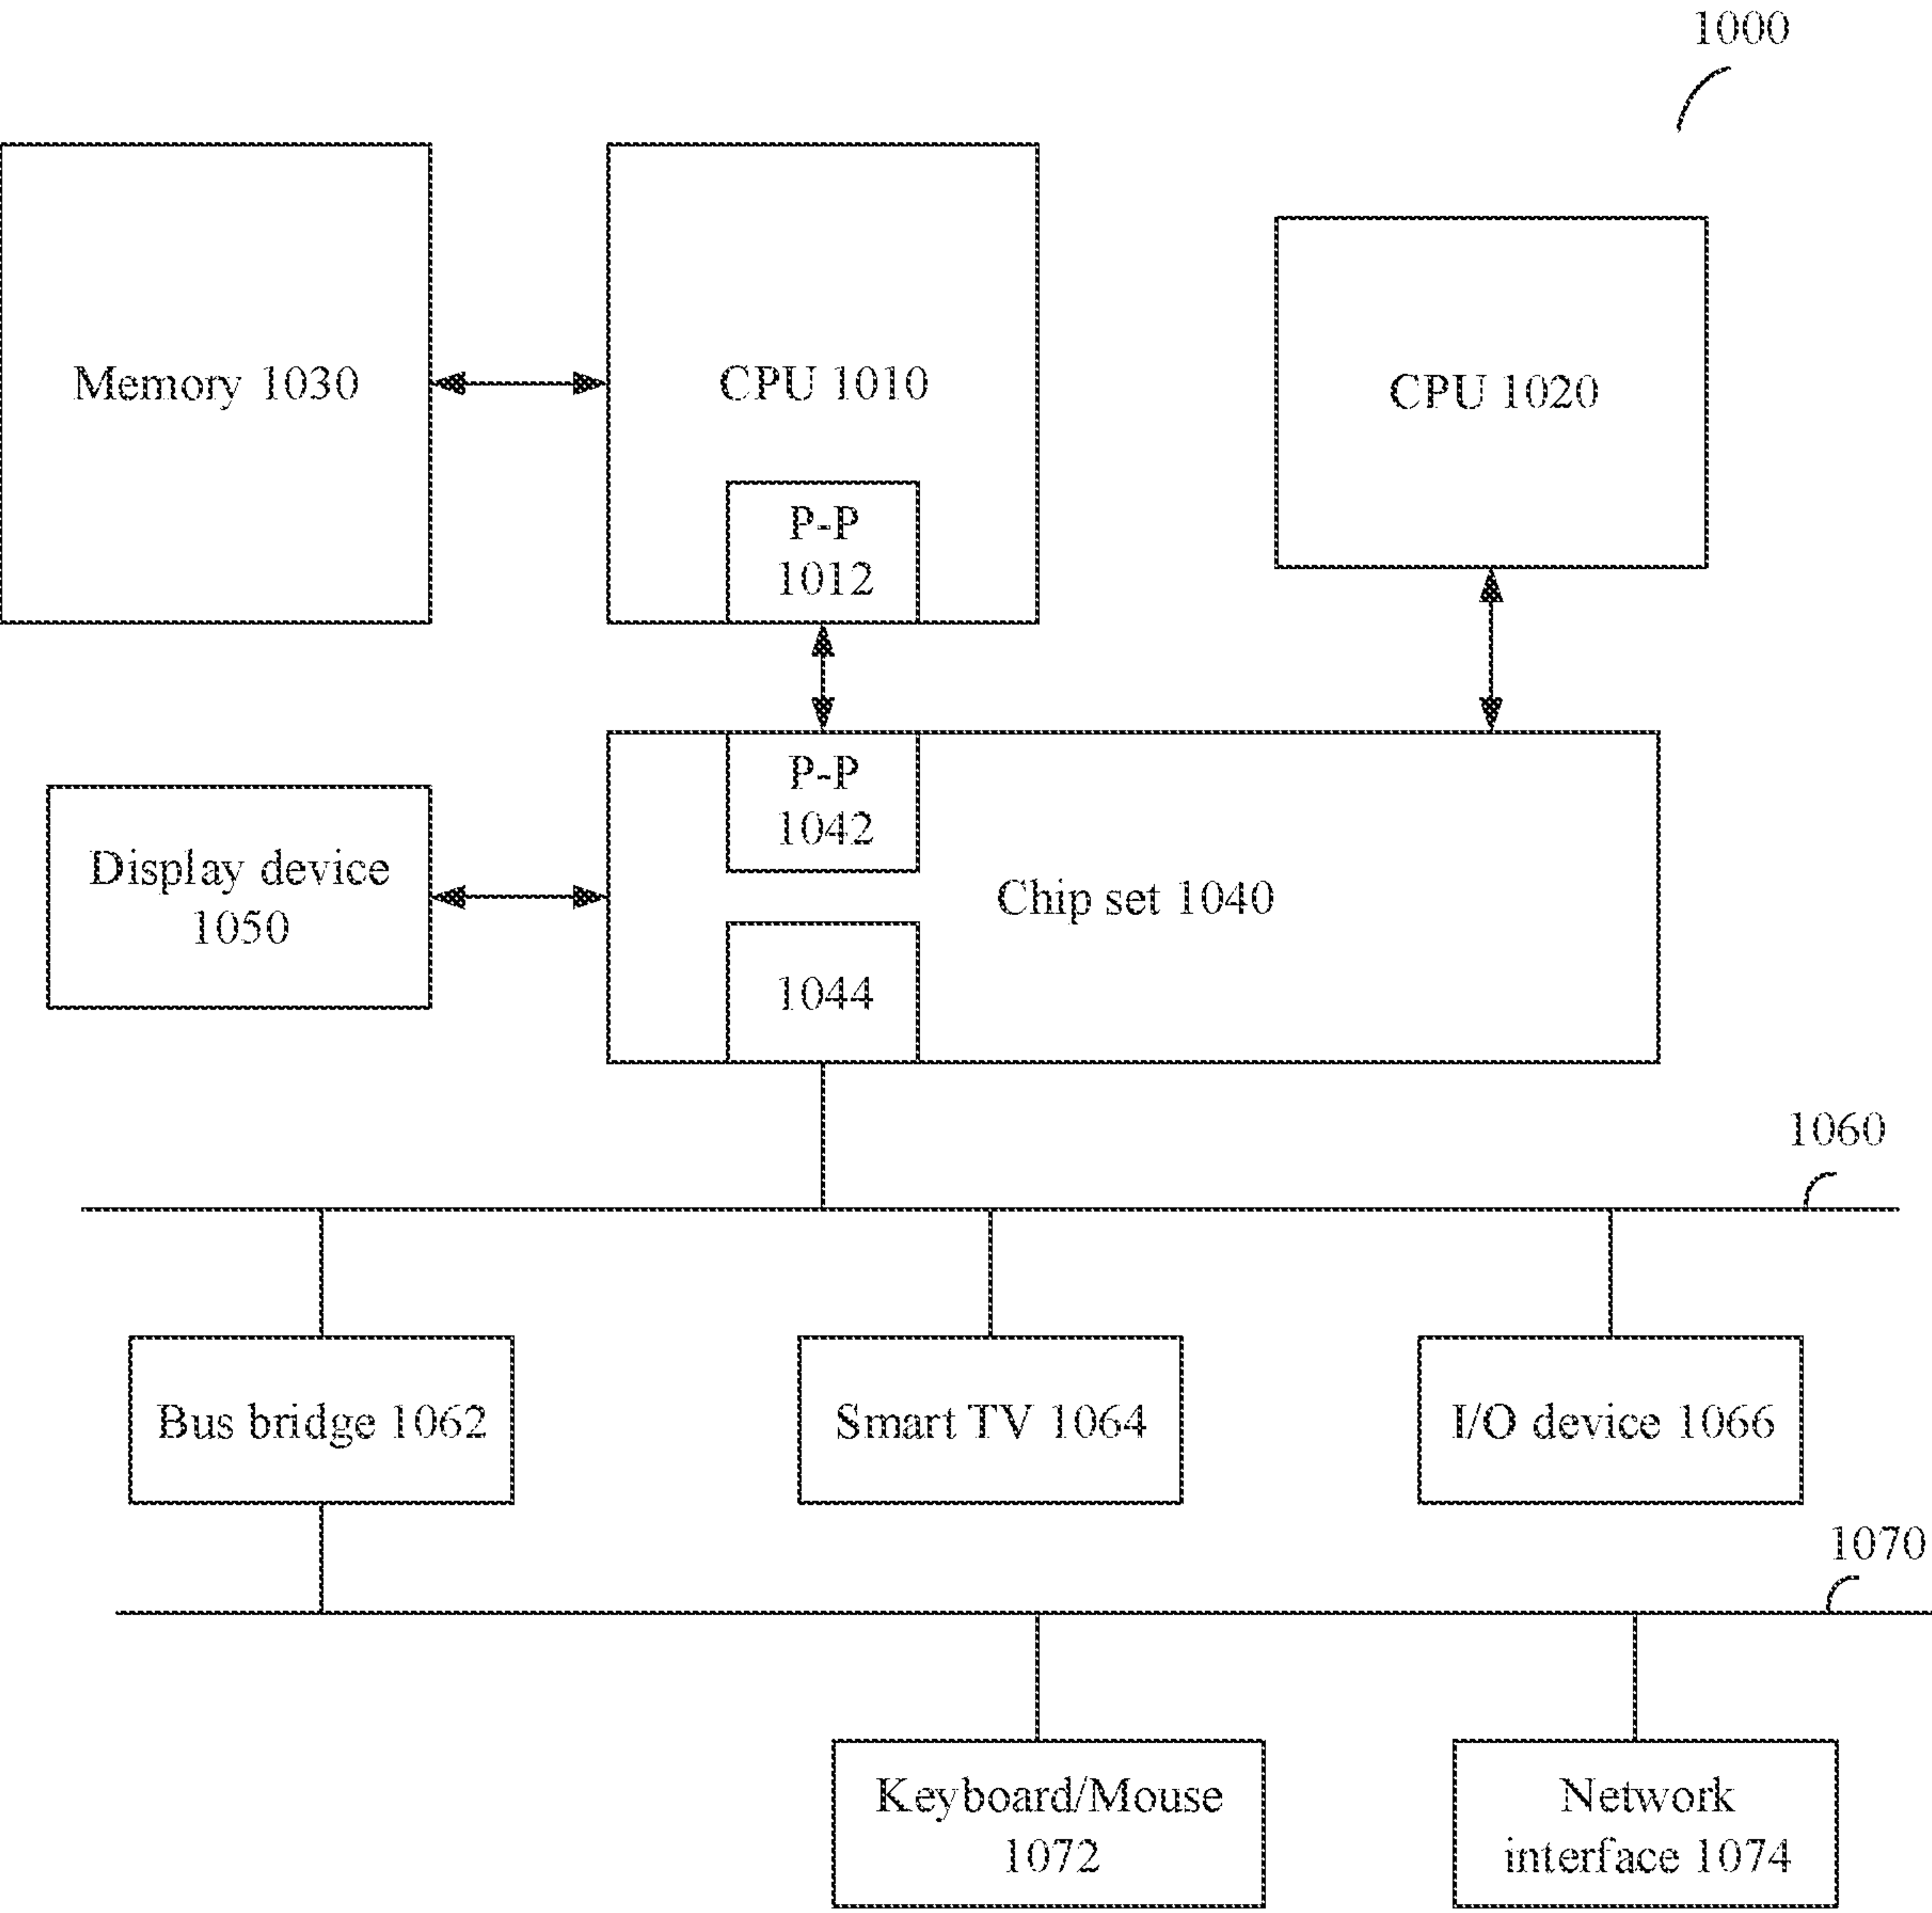 1000
Memory 1030
CPU 1010
CPU 1020
P-P
1012
P-P
1042
Display device
1050
Chip set 1040
1044
1060
Bus bridge 1062
Smart TV 1064
I/O device 1066
1070
Keyboard/Mouse
1072
Network
interface 1074